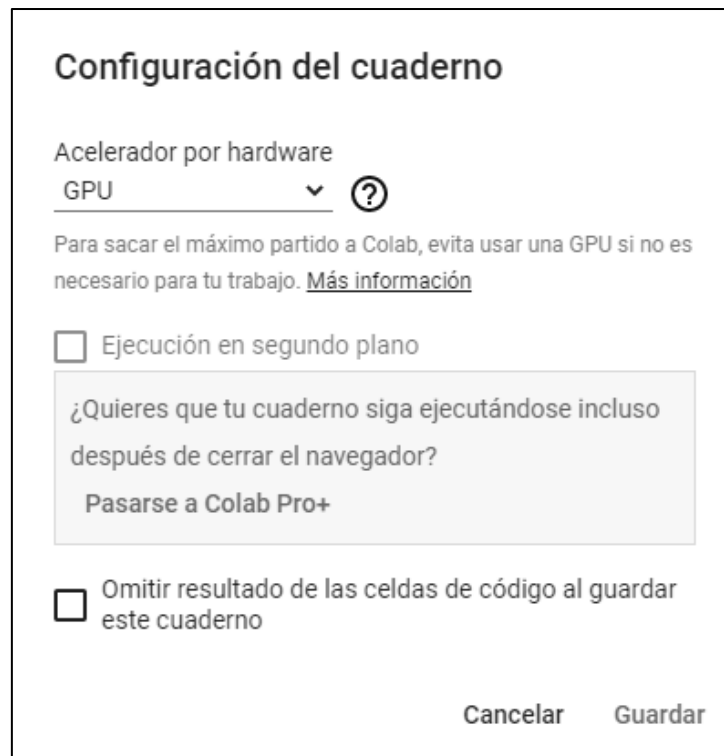 Configuración del cuaderno
Acelerador por hardware
GPU
Para sacar el máximo partido a Colab, evita usar una GPU si no es
necesario para tu trabajo. Más información
Ejecución en segundo plano
¿Quieres que tu cuaderno siga ejecutándose incluso
después de cerrar el navegador?
Pasarse a Colab Pro+
Omitir resultado de las celdas de código al guardar
este cuaderno
Cancelar Guardar